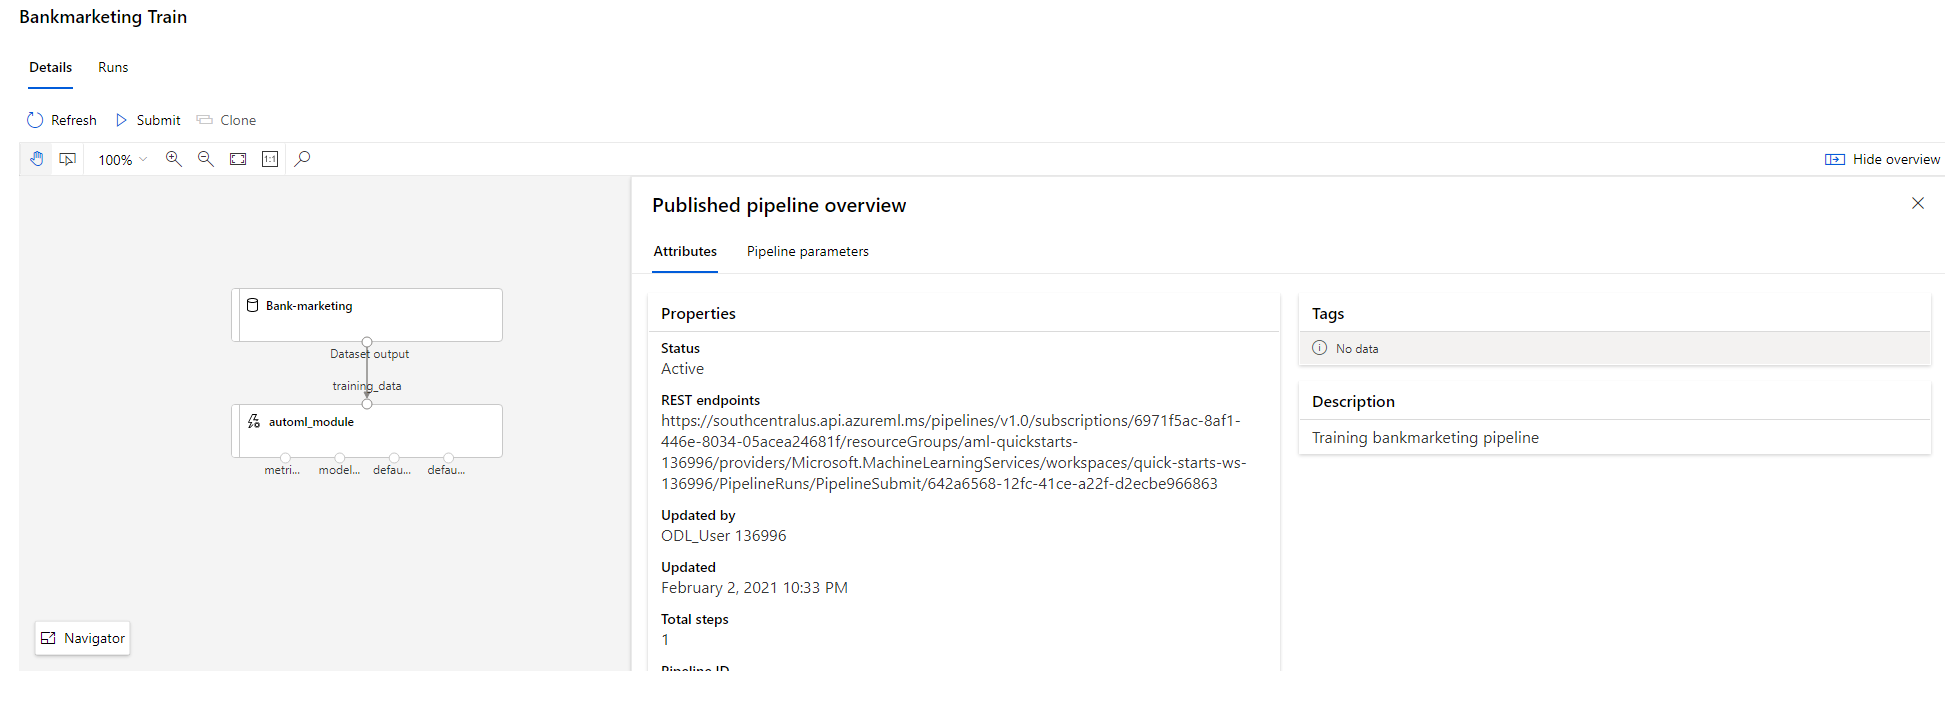 Bankmarketing Train
Details Runs
Refresh Submit Clone
100% 1:1 Hide overview
Bank-marketing
Dataset output
training_data
automl_module
metri... model... defau... defau...
Navigator
Published pipeline overview
Attributes Pipeline parameters
Properties
Status
Active
REST endpoints
https://southcentralus.api.azureml.ms/pipelines/v1.0/subscriptions/6971f5ac-8af1-
446e-8034-05acea24681f/resourceGroups/aml-quickstarts-
136996/providers/Microsoft.MachineLearningServices/workspaces/quick-starts-ws-
136996/PipelineRuns/PipelineSubmit/642a6568-12fc-41ce-a22f-d2ecbe966863
Updated by
ODL_User 136996
Updated
February 2, 2021 10:33 PM
Total steps
1
Pipeline ID
Tags
No data
Description
Training bankmarketing pipeline